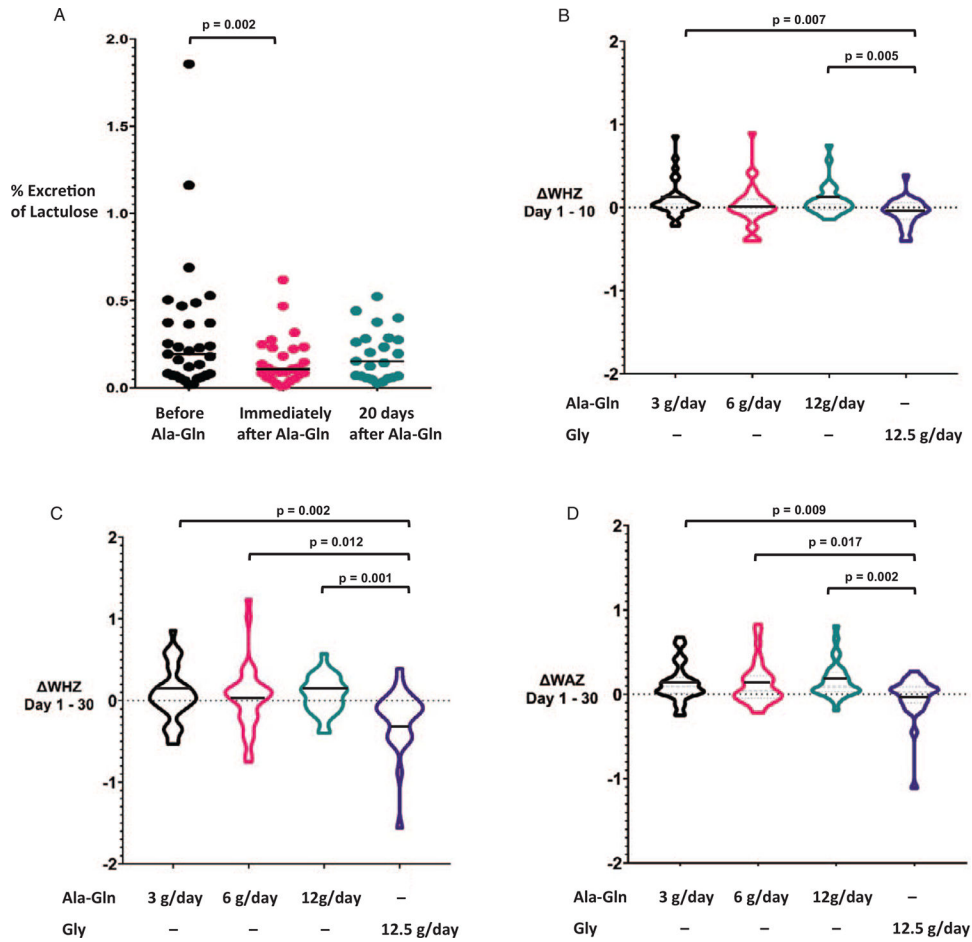 A
p = 0.002
2.0
1.5
1.0
0.5
0.0
% Excretion
of Lactulose
Before
Ala-Gln
Immediately
after Ala-Gln
20 days
after Ala-Gln
B
p = 0.007
p = 0.005
2
1
0
-1
-2
ΔWHZ
Day 1 - 10
Ala-Gln 3 g/day 6 g/day 12g/day –
Gly – – – 12.5 g/day
C
p = 0.002
p = 0.012
p = 0.001
2
1
0
-1
-2
ΔWHZ
Day 1 - 30
Ala-Gln 3 g/day 6 g/day 12g/day –
Gly – – – 12.5 g/day
D
p = 0.009
p = 0.017
p = 0.002
2
1
0
-1
-2
ΔWAZ
Day 1 - 30
Ala-Gln 3 g/day 6 g/day 12g/day –
Gly – – – 12.5 g/day